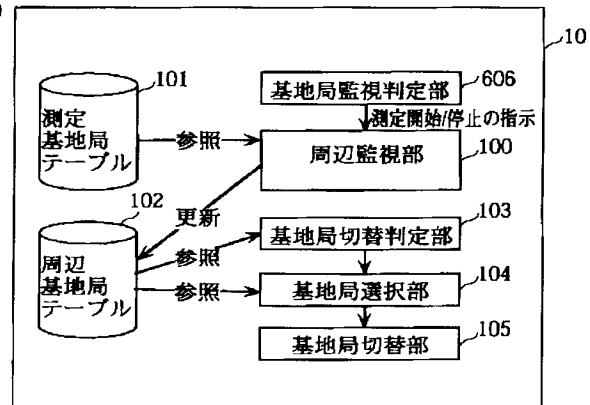 10
101
測定
基地局
テーブル
参照
基地局監視判定部
606
測定開始/停止の指示
周辺監視部
100
更新
102
周辺
基地局
テーブル
参照
参照
基地局切替判定部
103
基地局選択部
104
基地局切替部
105